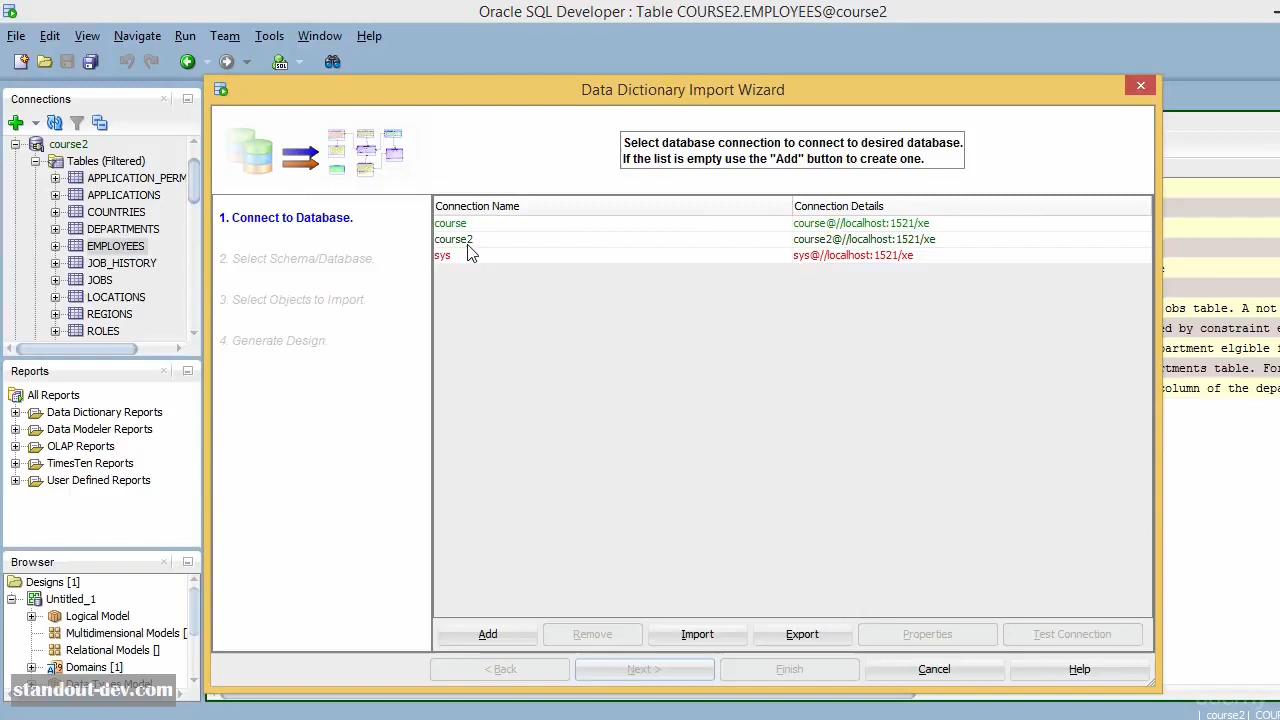 Oracle SQL Developer : Table COURSE2.EMPLOYEES@course2
File Edit View Navigate Run Team Tools Window Help
Connections
course2
Tables (Filtered)
APPLICATION_PERM
APPLICATIONS
COUNTRIES
DEPARTMENTS
EMPLOYEES
JOB_HISTORY
JOBS
LOCATIONS
REGIONS
ROLES
Reports
All Reports
Data Dictionary Reports
Data Modeler Reports
OLAP Reports
TimesTen Reports
User Defined Reports
Browser
Designs [1]
Untitled_1
Logical Model
Multidimensional Models [
Relational Models []
Domains [1]
Data Types Model
standout-dev.com
Data Dictionary Import Wizard
Select database connection to connect to desired database.
If the list is empty use the "Add" button to create one.
1. Connect to Database.
2. Select Schema/Database.
3. Select Objects to Import.
4. Generate Design.
Connection Name Connection Details
course course@//localhost:1521/xe
course2 course2@//localhost:1521/xe
sys sys@//localhost:1521/xe
Add Remove Import Export Properties Test Connection
< Back Next > Finish Cancel Help
obs table. A not
ed by constraint e
partment elgible f
rtments table. For
column of the depa
course2 COU